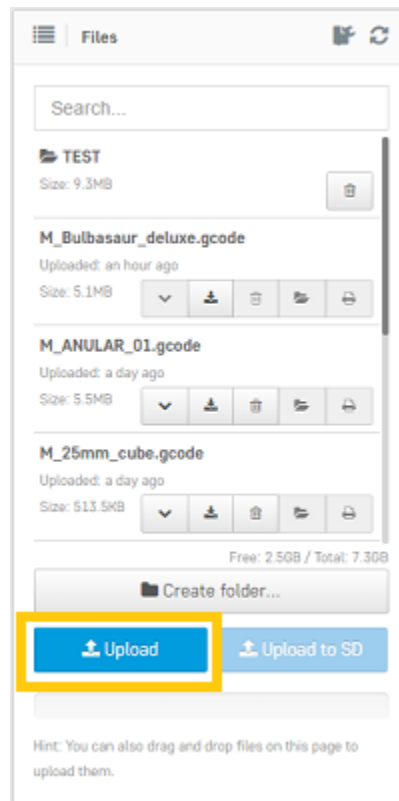 Files
Search...
TEST
Size: 9.3MB
M_Bulbasaur_deluxe.gcode
Uploaded: an hour ago
Size: 5.1MB
M_ANULAR_01.gcode
Uploaded: a day ago
Size: 5.5MB
M_25mm_cube.gcode
Uploaded: a day ago
Size: 513.5KB
Free: 2.5GB / Total: 7.3GB
Create folder...
Upload
Upload to SD
Hint: You can also drag and drop files on this page to
upload them.